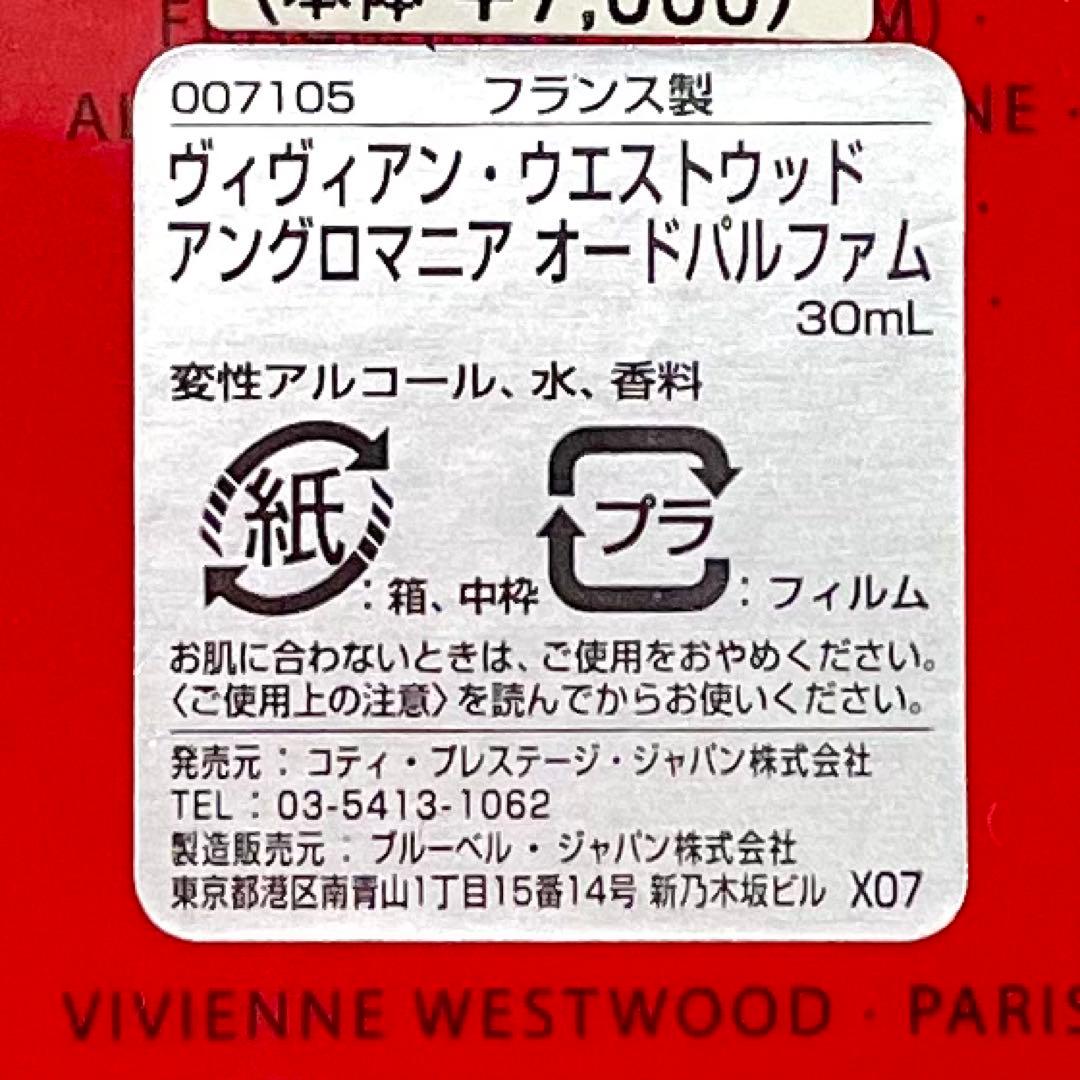 (本体 ¥7,000)
007105 フランス製
ヴィヴィアン・ウエストウッド
アングロマニア オードパルファム
30mL
変性アルコール、水、香料
紙:箱、中枠 プラ:フィルム
お肌に合わないときは、ご使用をおやめください。
〈ご使用上の注意〉を読んでからお使いください。
発売元:コティ・プレステージ・ジャパン株式会社
TEL:03-5413-1062
製造販売元:ブルーベル・ジャパン株式会社
東京都港区南青山1丁目15番14号 新乃木坂ビル X07
VIVIENNE WESTWOOD · PARIS